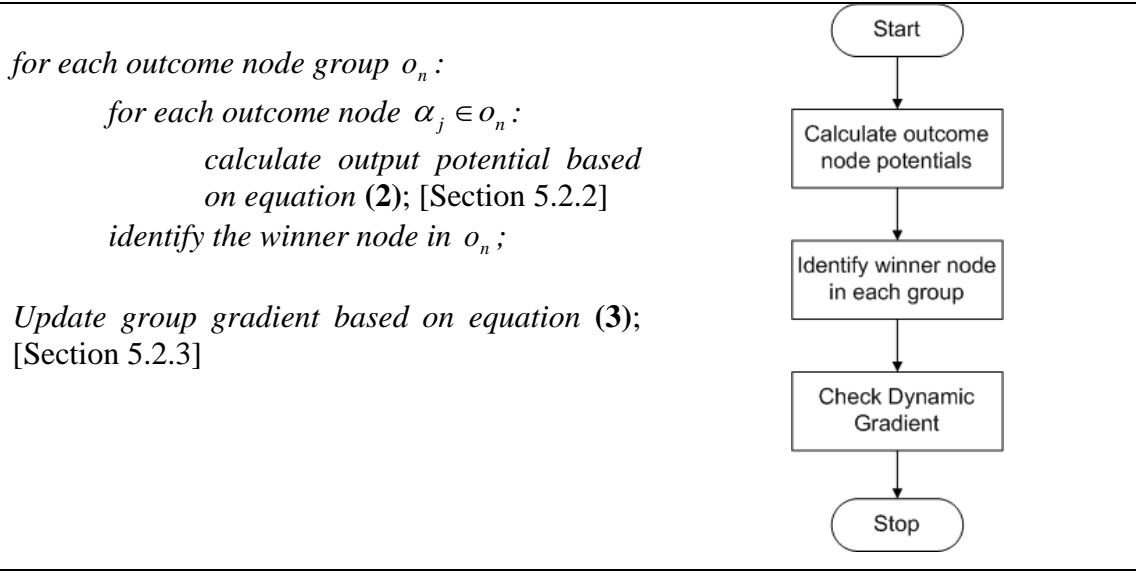 for each outcome node group oₙ :
for each outcome node αⱼ ∈ oₙ :
calculate output potential based
on equation (2); [Section 5.2.2]
identify the winner node in oₙ ;
Update group gradient based on equation (3);
[Section 5.2.3]
Start
Calculate outcome
node potentials
Identify winner node
in each group
Check Dynamic
Gradient
Stop